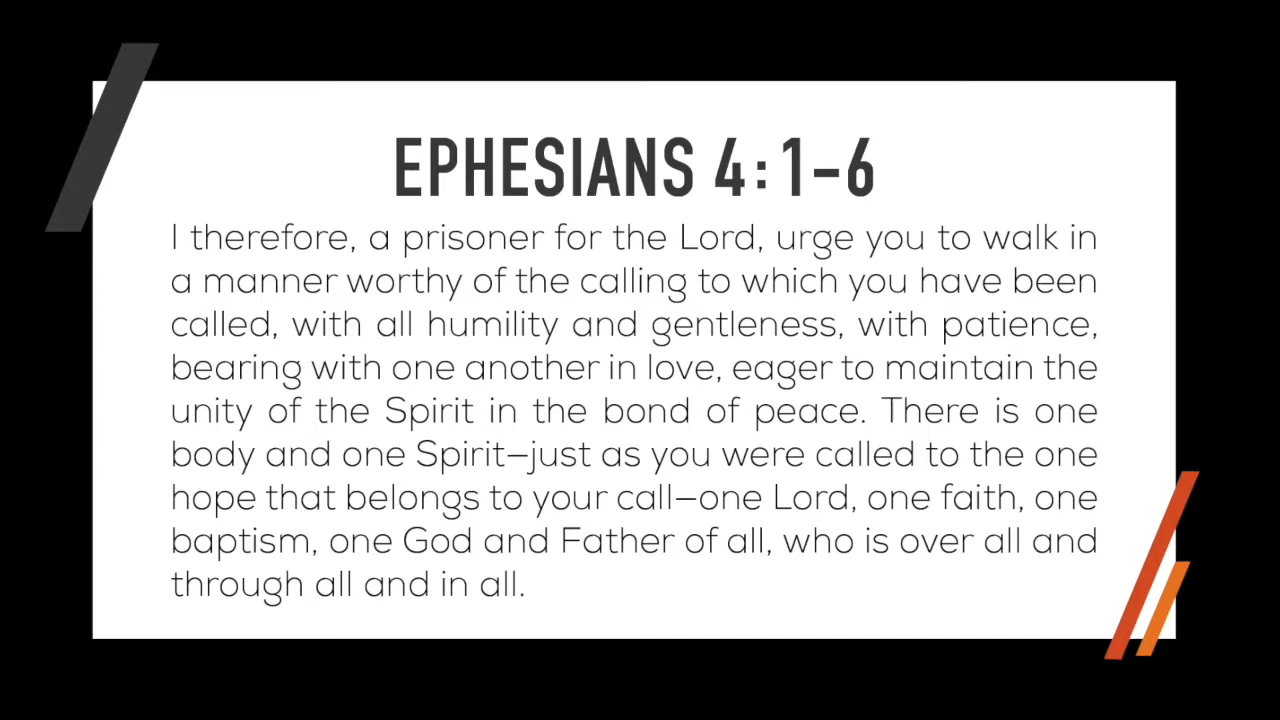 EPHESIANS 4:1-6
I therefore, a prisoner for the Lord, urge you to walk in
a manner worthy of the calling to which you have been
called, with all humility and gentleness, with patience,
bearing with one another in love, eager to maintain the
unity of the Spirit in the bond of peace. There is one
body and one Spirit—just as you were called to the one
hope that belongs to your call—one Lord, one faith, one
baptism, one God and Father of all, who is over all and
through all and in all.